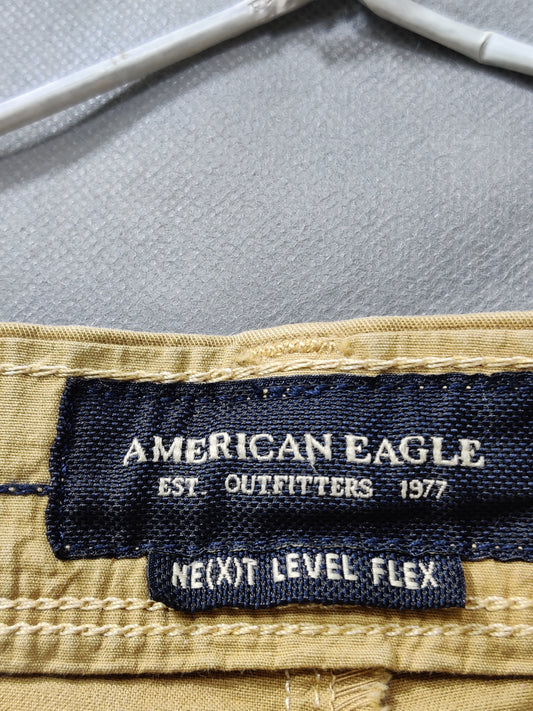 AMERICAN EAGLE
EST. OUTFITTERS 1977
NE(X)T LEVEL FLEX